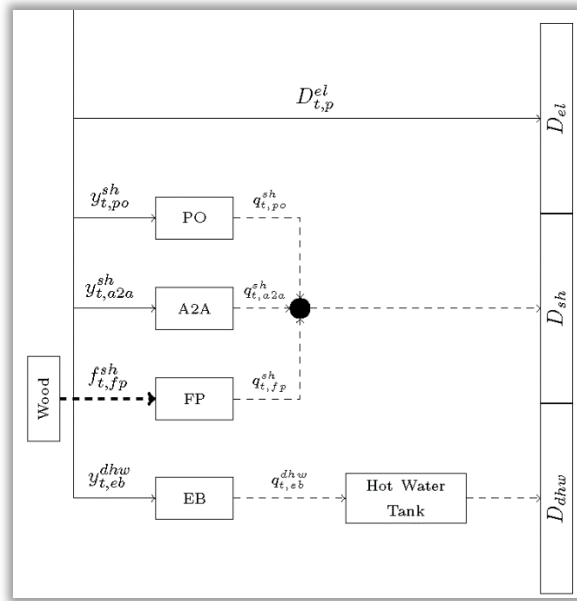 D^{el}_{t,p}
D_{el}
y^{sh}_{t,po}
PO
q^{sh}_{t,po}
y^{sh}_{t,a2a}
A2A
q^{sh}_{t,a2a}
D_{sh}
Wood
f^{sh}_{t,fp}
FP
q^{sh}_{t,fp}
y^{dhw}_{t,eb}
EB
q^{dhw}_{t,eb}
Hot Water
Tank
D_{dhw}